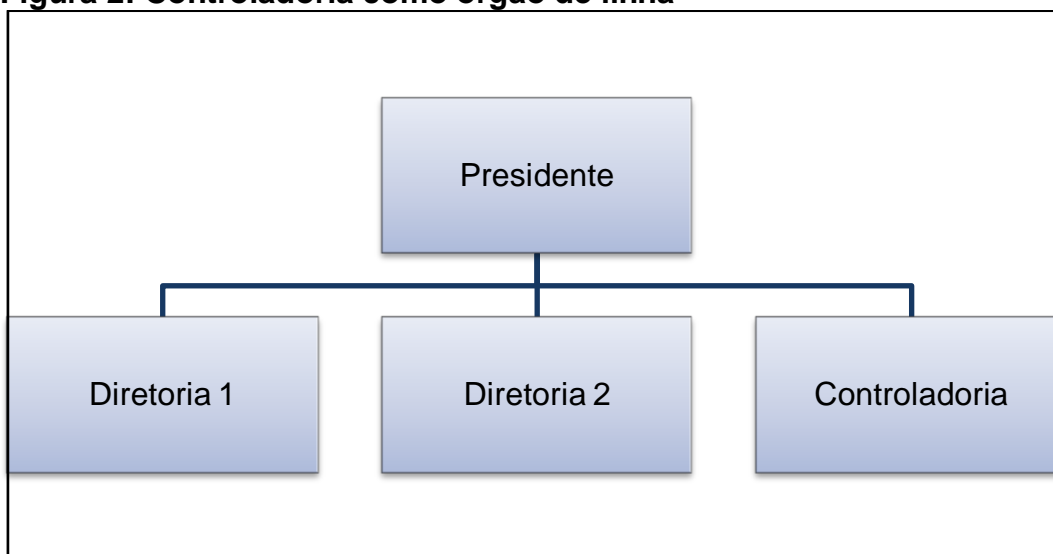 Figura 2: Controladoria como órgão de linha
Presidente
Diretoria 1
Diretoria 2
Controladoria